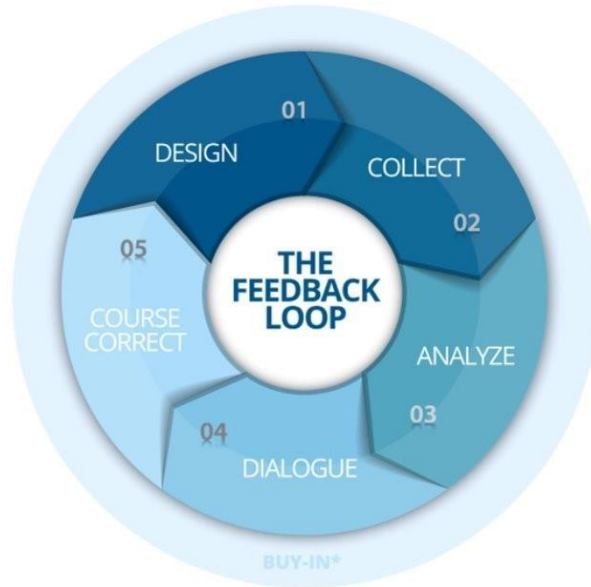 01
DESIGN
COLLECT
02
05
THE
FEEDBACK
LOOP
COURSE
CORRECT
ANALYZE
03
04
DIALOGUE
BUY-IN*